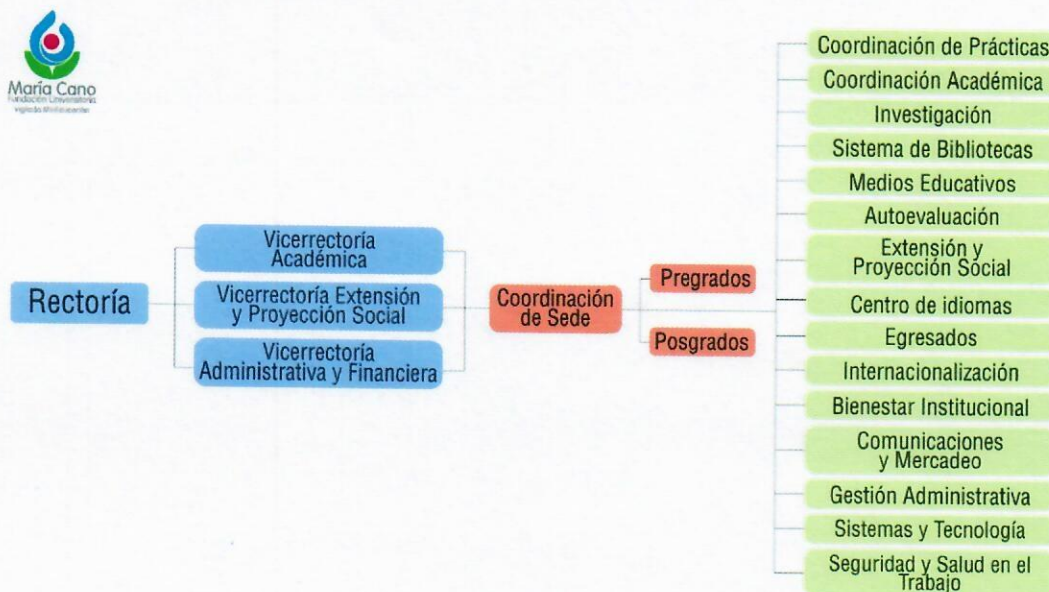 María Cano
Fundación Universitaria
Rectoría
Vicerrectoría
Académica
Vicerrectoría Extensión
y Proyección Social
Vicerrectoría
Administrativa y Financiera
Coordinación
de Sede
Pregrados
Posgrados
Coordinación de Prácticas
Coordinación Académica
Investigación
Sistema de Bibliotecas
Medios Educativos
Autoevaluación
Extensión y
Proyección Social
Centro de idiomas
Egresados
Internacionalización
Bienestar Institucional
Comunicaciones
y Mercadeo
Gestión Administrativa
Sistemas y Tecnología
Seguridad y Salud en el
Trabajo